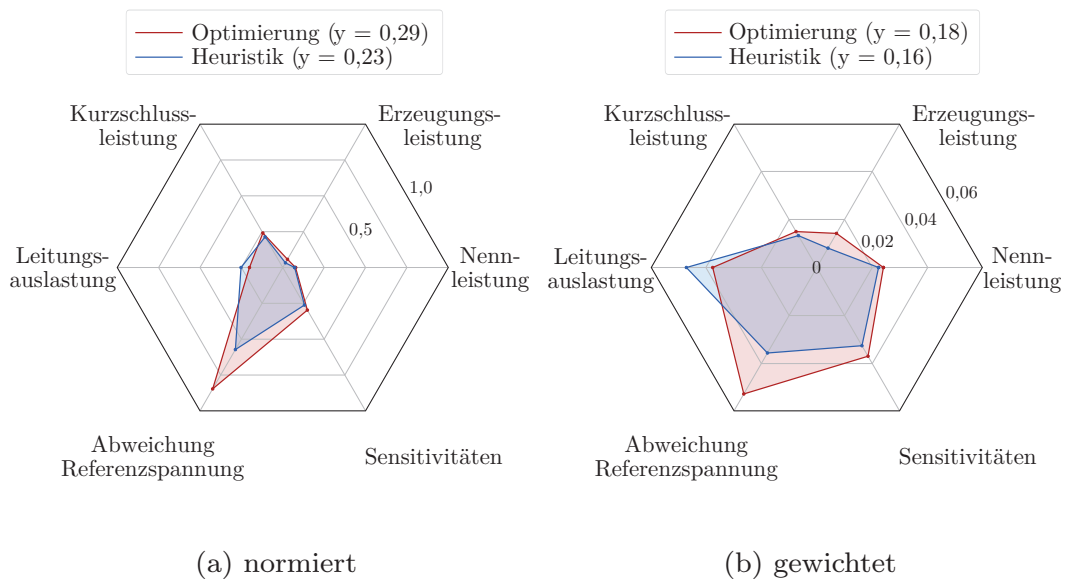 Optimierung (y = 0,29)
Heuristik (y = 0,23)
Kurzschluss-
leistung
Erzeugungs-
leistung
1,0
0,5
Leitungs-
auslastung
Nenn-
leistung
Abweichung
Referenzspannung
Sensitivitäten
(a) normiert
Optimierung (y = 0,18)
Heuristik (y = 0,16)
Kurzschluss-
leistung
Erzeugungs-
leistung
0,06
0,04
0,02
0
Leitungs-
auslastung
Nenn-
leistung
Abweichung
Referenzspannung
Sensitivitäten
(b) gewichtet